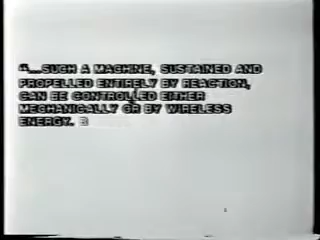 "...SUCH A MACHINE, SUSTAINED AND
PROPELLED ENTIRELY BY REACTION,
CAN BE CONTROLLED EITHER
MECHANICALLY OR BY WIRELESS
ENERGY.